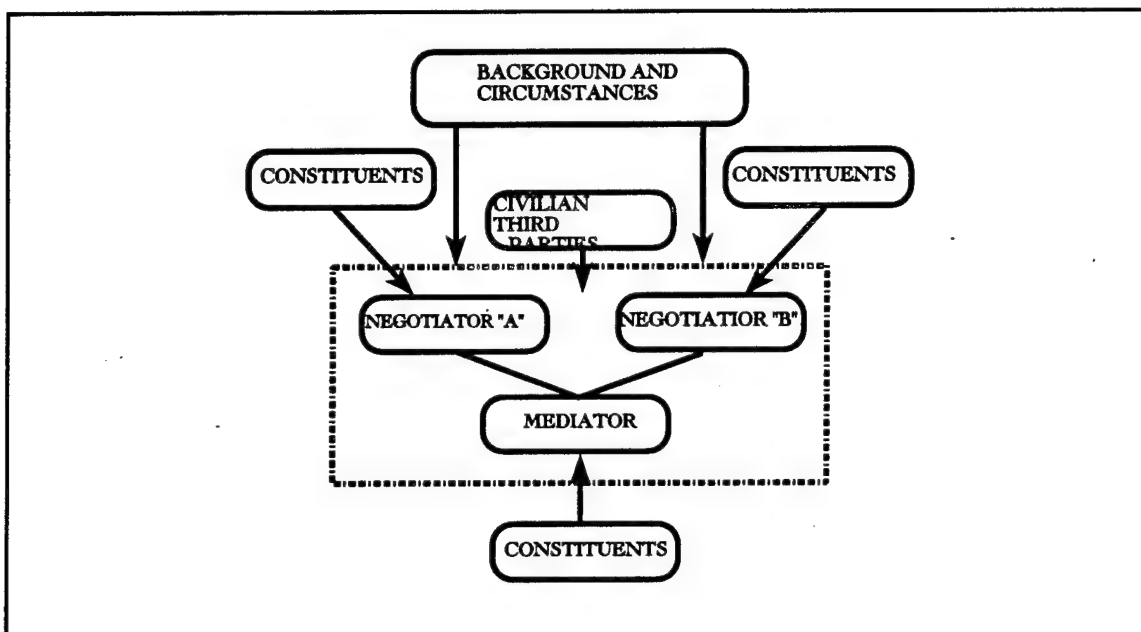 BACKGROUND AND
CIRCUMSTANCES
CONSTITUENTS
CONSTITUENTS
CIVILIAN
THIRD
PARTIES
NEGOTIATOR "A"
NEGOTIATIOR "B"
MEDIATOR
CONSTITUENTS